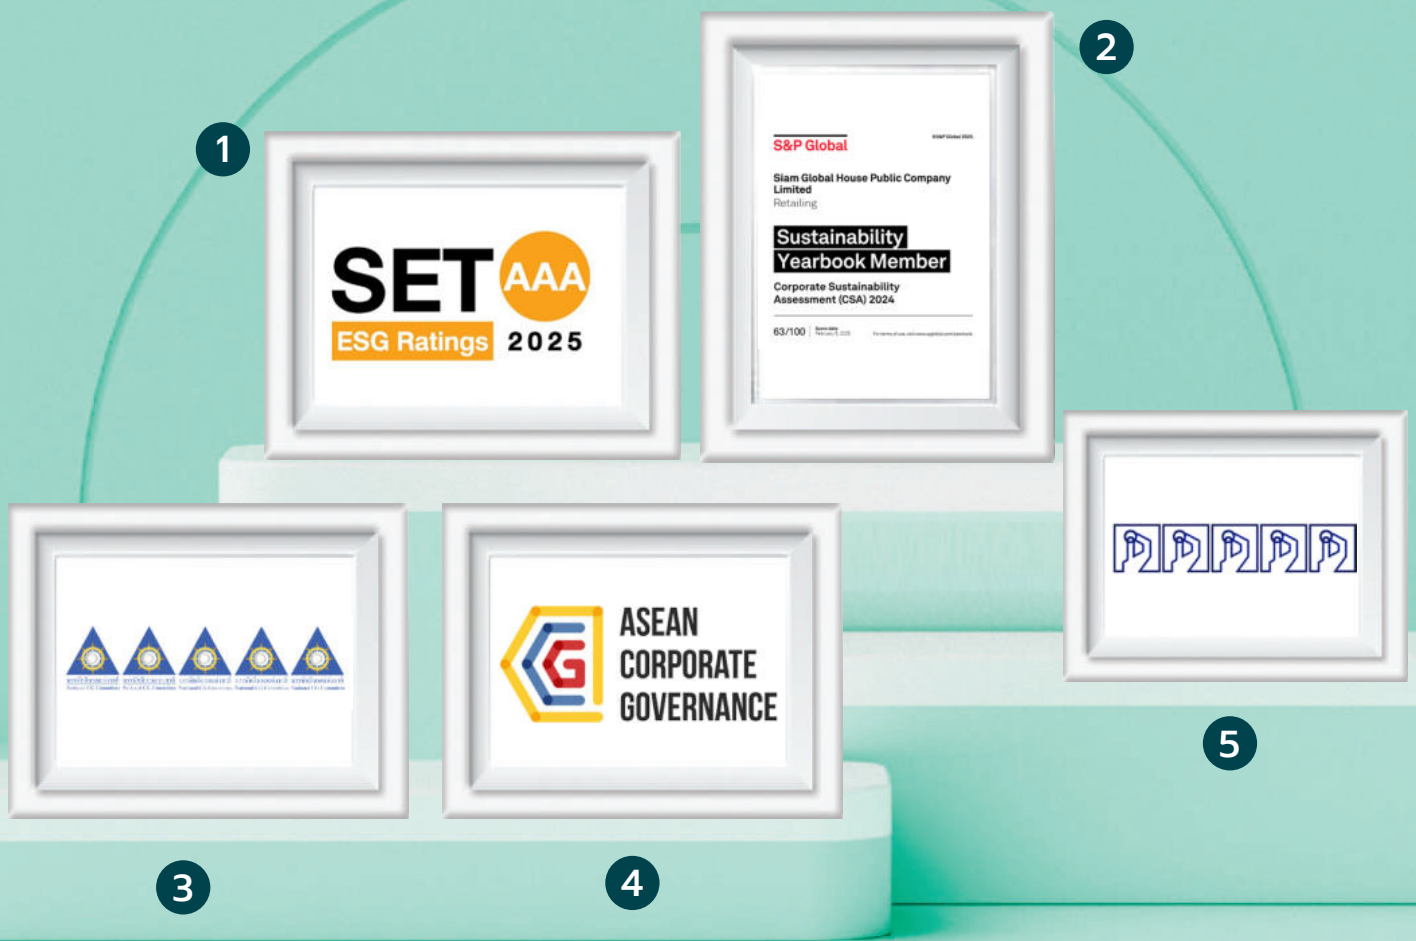 1
SET AAA
ESG Ratings 2025
2
S&P Global
Siam Global House Public Company
Limited
Retailing
Sustainability
Yearbook Member
Corporate Sustainability
Assessment (CSA) 2024
63/100
3
ASEAN
CORPORATE
GOVERNANCE
4
5